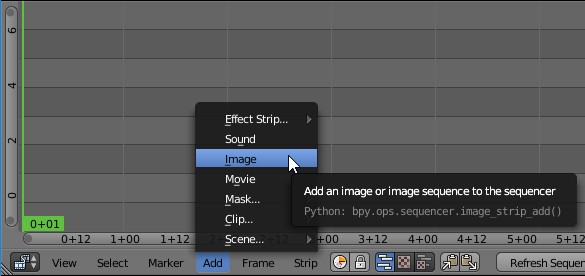 6
4
2
0
Effect Strip...
Sound
Image
Movie
Mask...
Clip...
Scene...
Add an image or image sequence to the sequencer
Python: bpy.ops.sequencer.image_strip_add()
0+01
0+12 1+00 1+ +00 3+12 4+00 4+12 5+00 5+12
View Select Marker Add Frame Strip Refresh Sequen